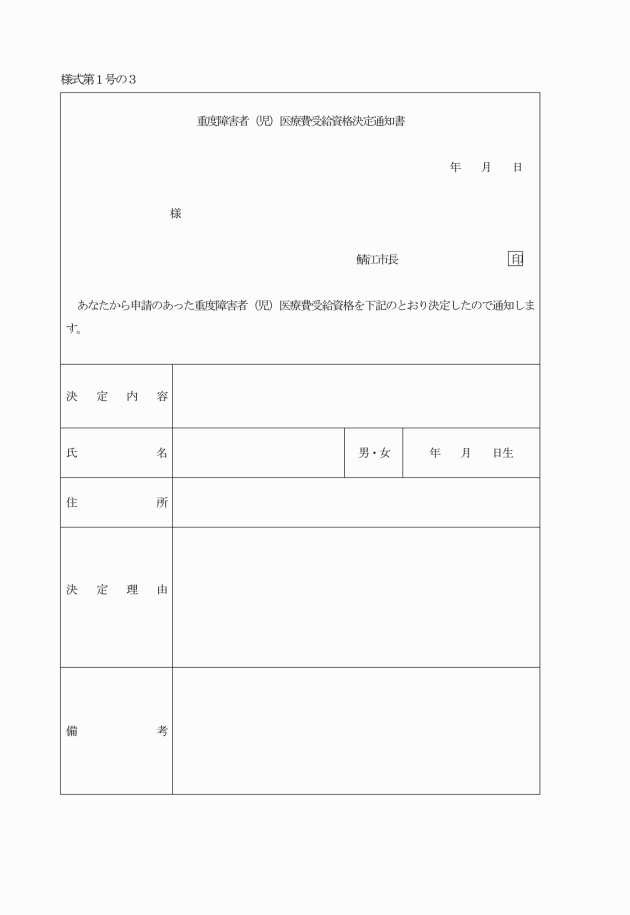 様式第１号の３
重度障害者（児）医療費受給資格決定通知書
年　　月　　日
様
鯖江市長　　　　　　　　　　印
　あなたから申請のあった重度障害者（児）医療費受給資格を下記のとおり決定したので通知しま
す。
決　定　内　容
氏　　　　　　　名　　男・女　　年　　月　　日生
住　　　　　　　所
決　定　理　由
備　　　　　　　考